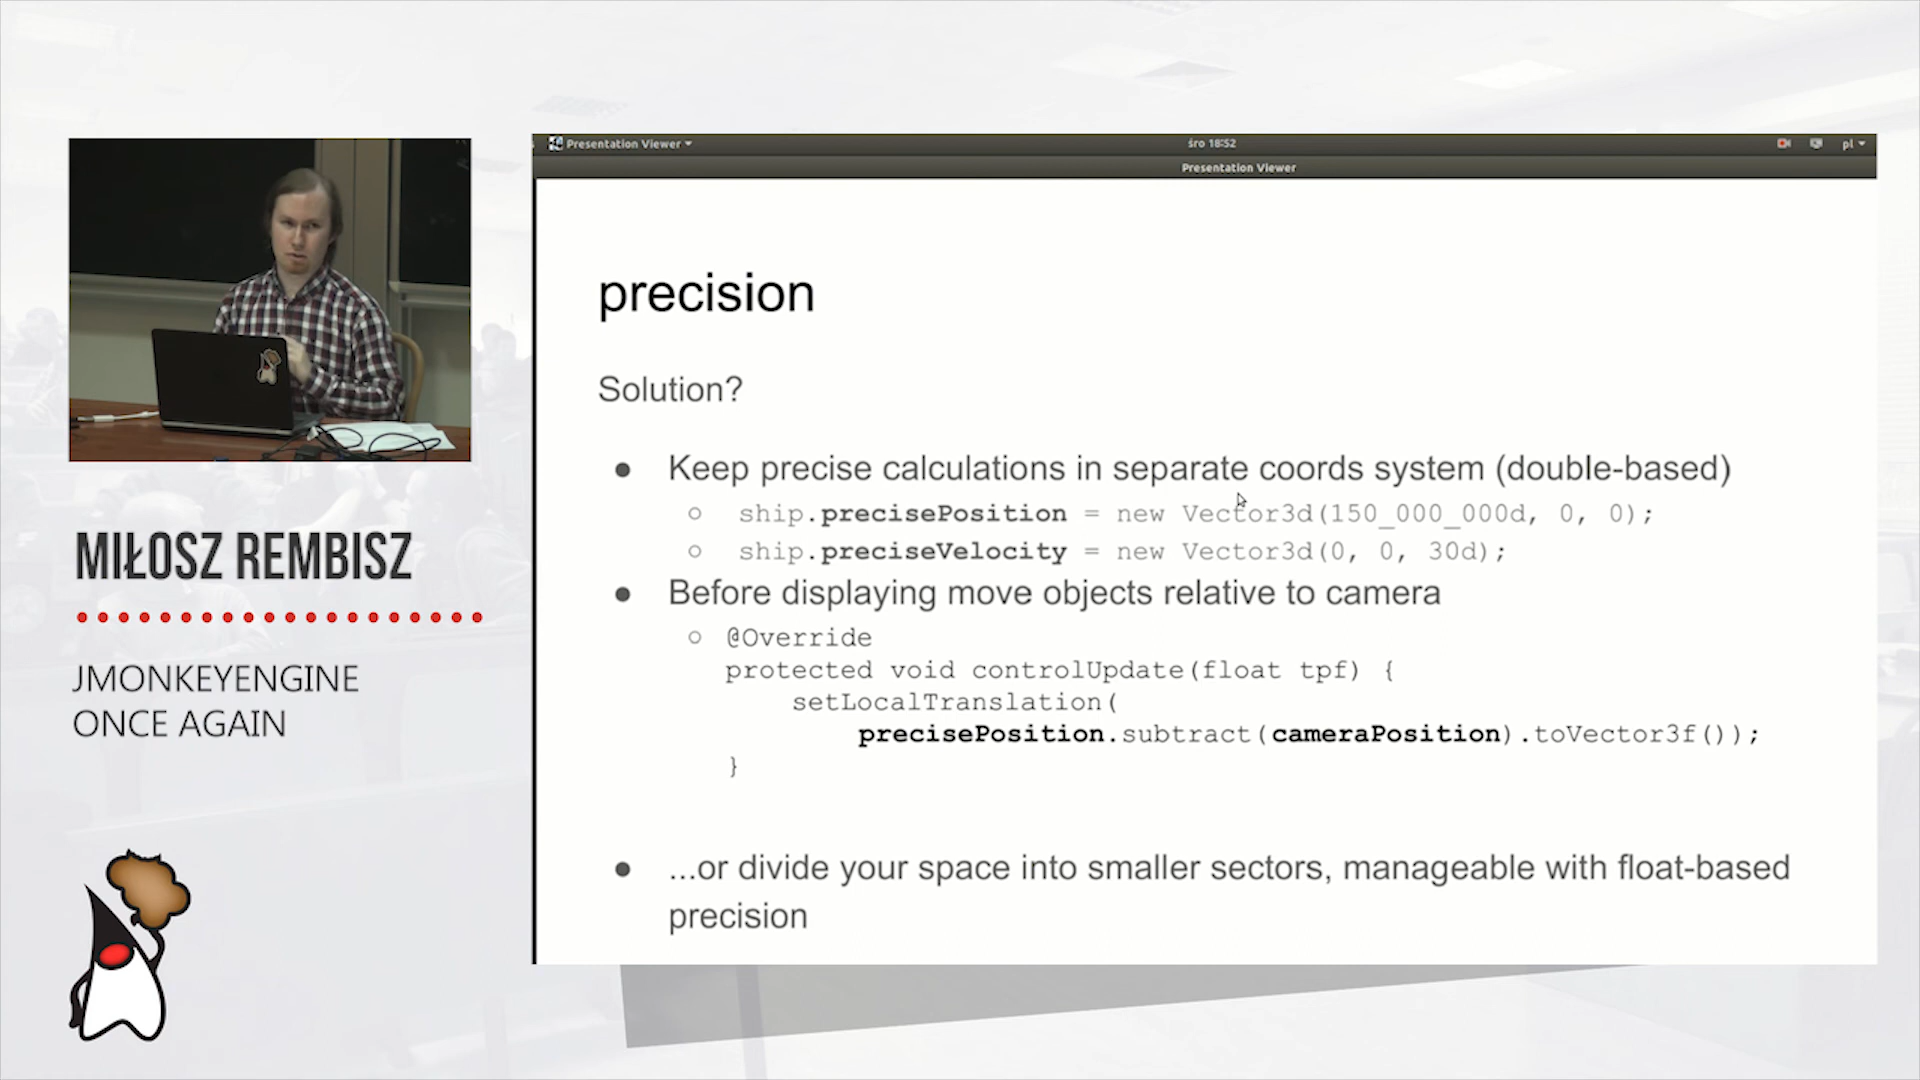 Presentation Viewer
śro 18:52
pl
Presentation Viewer
precision
Solution?
● Keep precise calculations in separate coords system (double-based)
○ ship.precisePosition = new Vector3d(150_000_000d, 0, 0);
○ ship.preciseVelocity = new Vector3d(0, 0, 30d);
● Before displaying move objects relative to camera
○ @Override
protected void controlUpdate(float tpf) {
setLocalTranslation(
precisePosition.subtract(cameraPosition).toVector3f());
}
● ...or divide your space into smaller sectors, manageable with float-based
precision
MIŁOSZ REMBISZ
JMONKEYENGINE
ONCE AGAIN